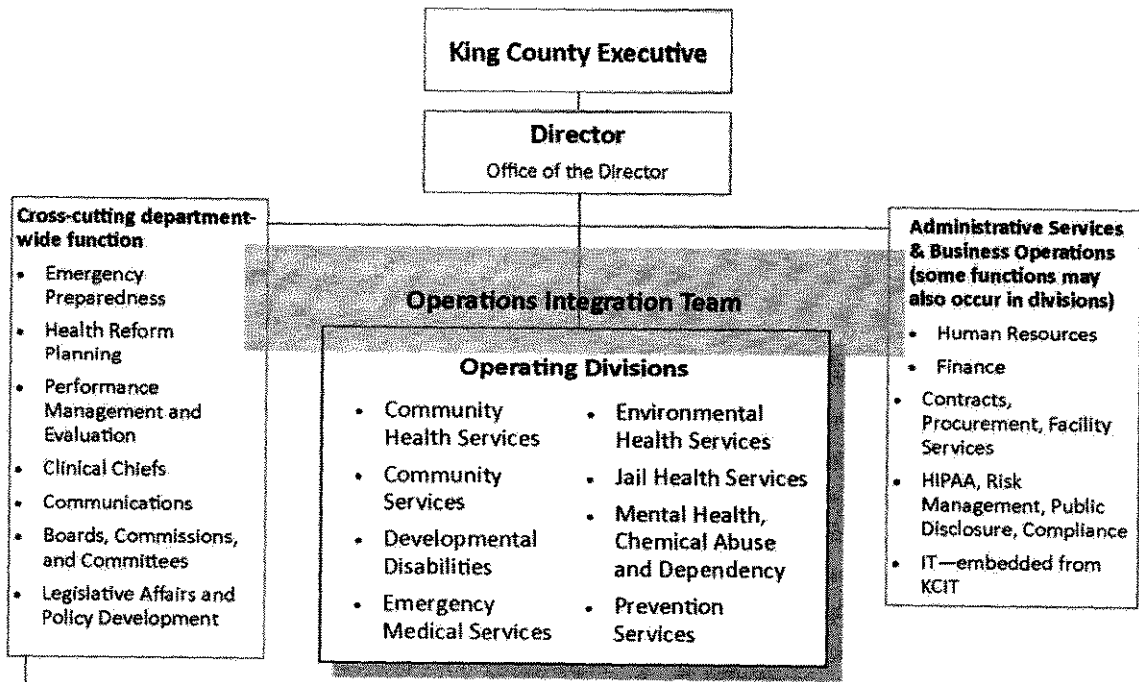 King County Executive
Director
Office of the Director
Cross-cutting department-
wide function
• Emergency
Preparedness
• Health Reform
Planning
• Performance
Management and
Evaluation
• Clinical Chiefs
• Communications
• Boards, Commissions,
and Committees
• Legislative Affairs and
Policy Development
Operations Integration Team
Operating Divisions
• Community
Health Services
• Community
Services
• Developmental
Disabilities
• Emergency
Medical Services
• Environmental
Health Services
• Jail Health Services
• Mental Health,
Chemical Abuse
and Dependency
• Prevention
Services
Administrative Services
& Business Operations
(some functions may
also occur in divisions)
• Human Resources
• Finance
• Contracts,
Procurement, Facility
Services
• HIPAA, Risk
Management, Public
Disclosure, Compliance
• IT—embedded from
KCIT